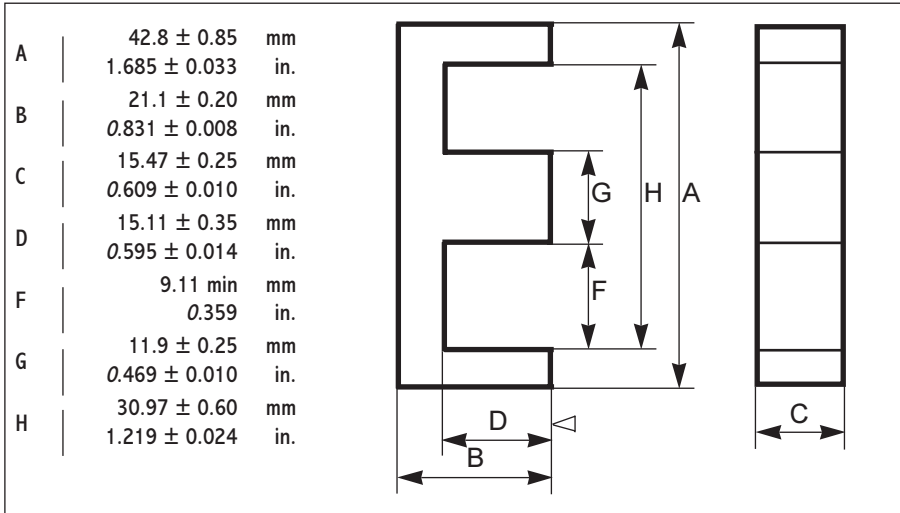 A 42.8 ± 0.85 mm
1.685 ± 0.033 in.
B 21.1 ± 0.20 mm
0.831 ± 0.008 in.
C 15.47 ± 0.25 mm
0.609 ± 0.010 in.
D 15.11 ± 0.35 mm
0.595 ± 0.014 in.
F 9.11 min mm
0.359 in.
G 11.9 ± 0.25 mm
0.469 ± 0.010 in.
H 30.97 ± 0.60 mm
1.219 ± 0.024 in.
G H A
F
D
B
C